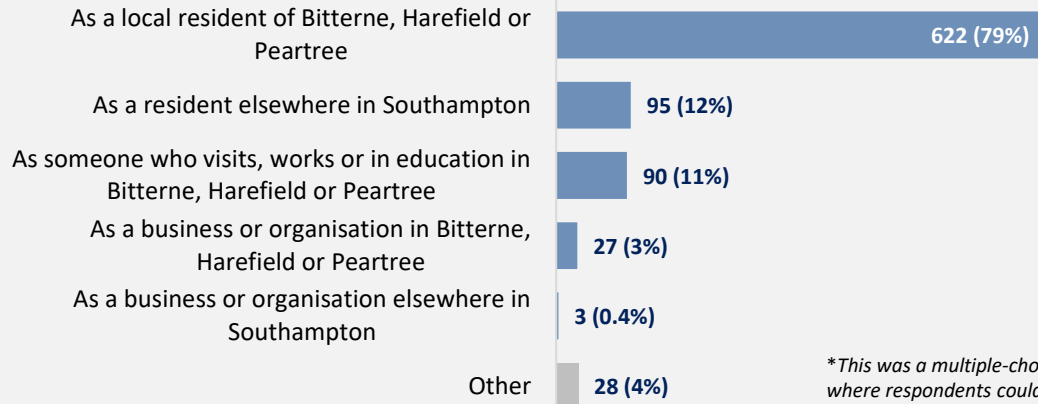 As a local resident of Bitterne, Harefield or
Peartree
622 (79%)
As a resident elsewhere in Southampton
95 (12%)
As someone who visits, works or in education in
Bitterne, Harefield or Peartree
90 (11%)
As a business or organisation in Bitterne,
Harefield or Peartree
27 (3%)
As a business or organisation elsewhere in
Southampton
3 (0.4%)
Other
28 (4%)
*This was a multiple-cho
where respondents could